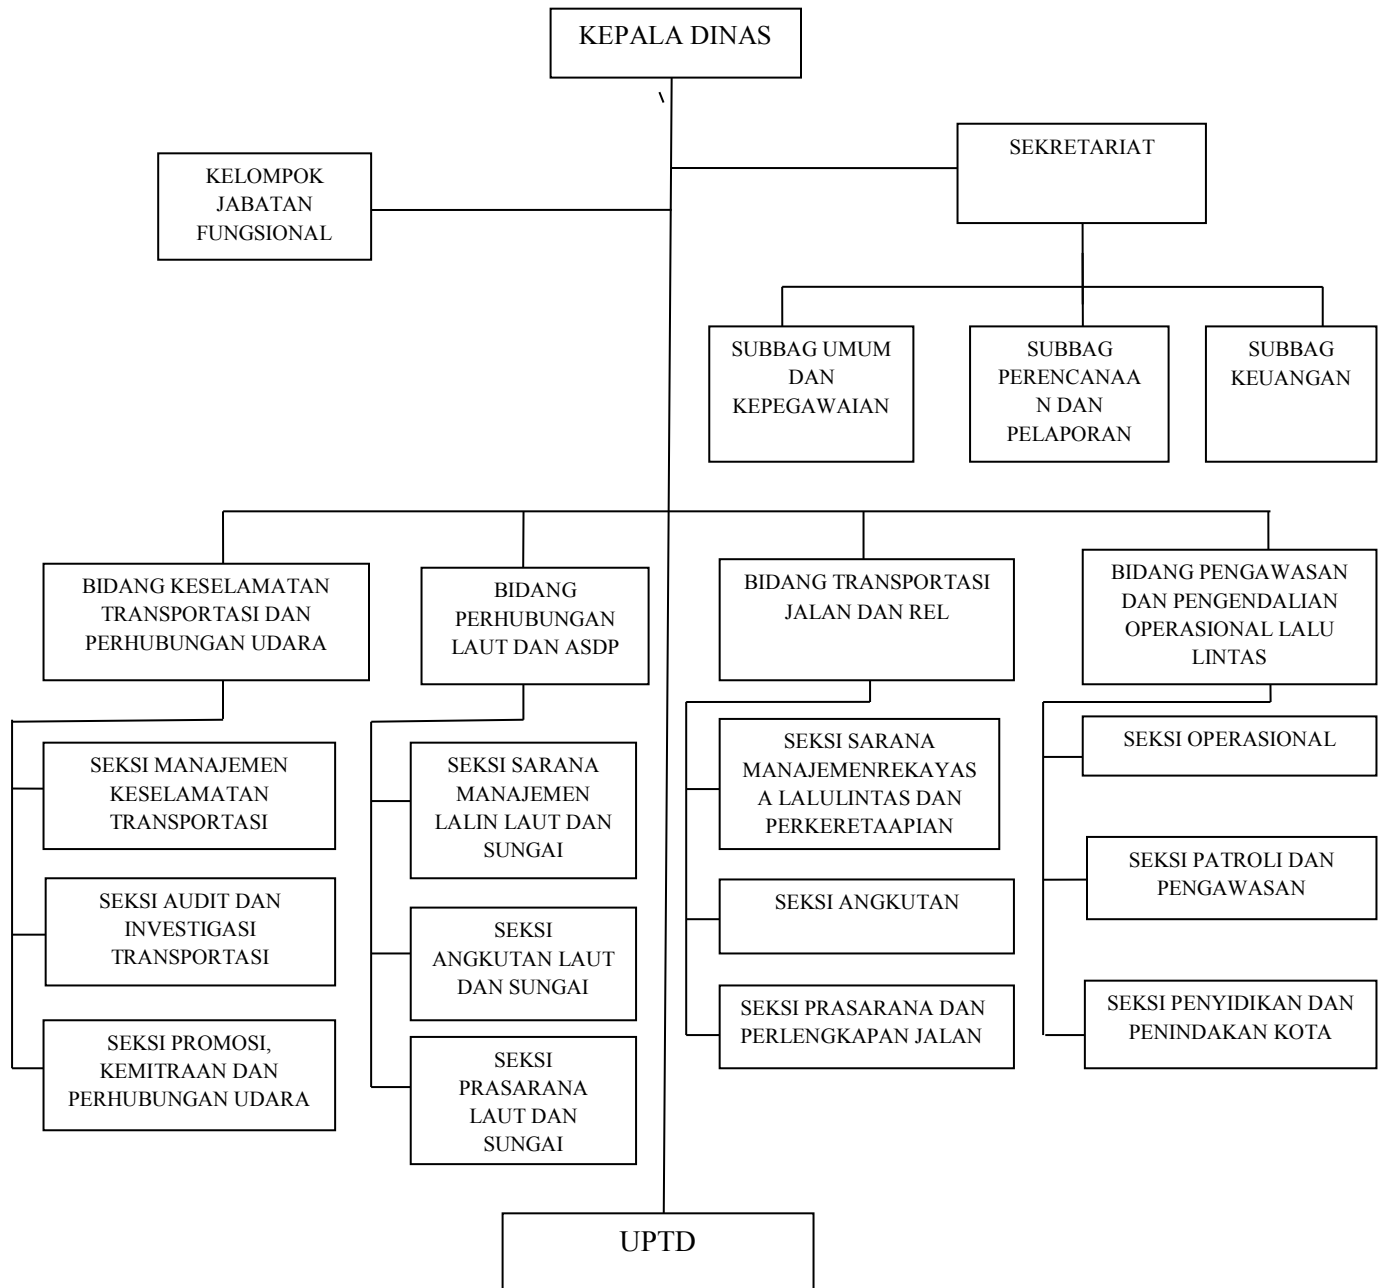 KEPALA DINAS
SEKRETARIAT
KELOMPOK
JABATAN
FUNGSIONAL
SUBBAG UMUM
DAN
KEPEGAWAIAN
SUBBAG
PERENCANAA
N DAN
PELAPORAN
SUBBAG
KEUANGAN
BIDANG KESELAMATAN
TRANSPORTASI DAN
PERHUBUNGAN UDARA
BIDANG
PERHUBUNGAN
LAUT DAN ASDP
BIDANG TRANSPORTASI
JALAN DAN REL
BIDANG PENGAWASAN
DAN PENGENDALIAN
OPERASIONAL LALU
LINTAS
SEKSI MANAJEMEN
KESELAMATAN
TRANSPORTASI
SEKSI AUDIT DAN
INVESTIGASI
TRANSPORTASI
SEKSI PROMOSI,
KEMITRAAN DAN
PERHUBUNGAN UDARA
SEKSI SARANA
MANAJEMEN
LALIN LAUT DAN
SUNGAI
SEKSI
ANGKUTAN LAUT
DAN SUNGAI
SEKSI
PRASARANA
LAUT DAN
SUNGAI
SEKSI SARANA
MANAJEMENREKAYAS
A LALULINTAS DAN
PERKERETAAPIAN
SEKSI ANGKUTAN
SEKSI PRASARANA DAN
PERLENGKAPAN JALAN
SEKSI OPERASIONAL
SEKSI PATROLI DAN
PENGAWASAN
SEKSI PENYIDIKAN DAN
PENINDAKAN KOTA
UPTD